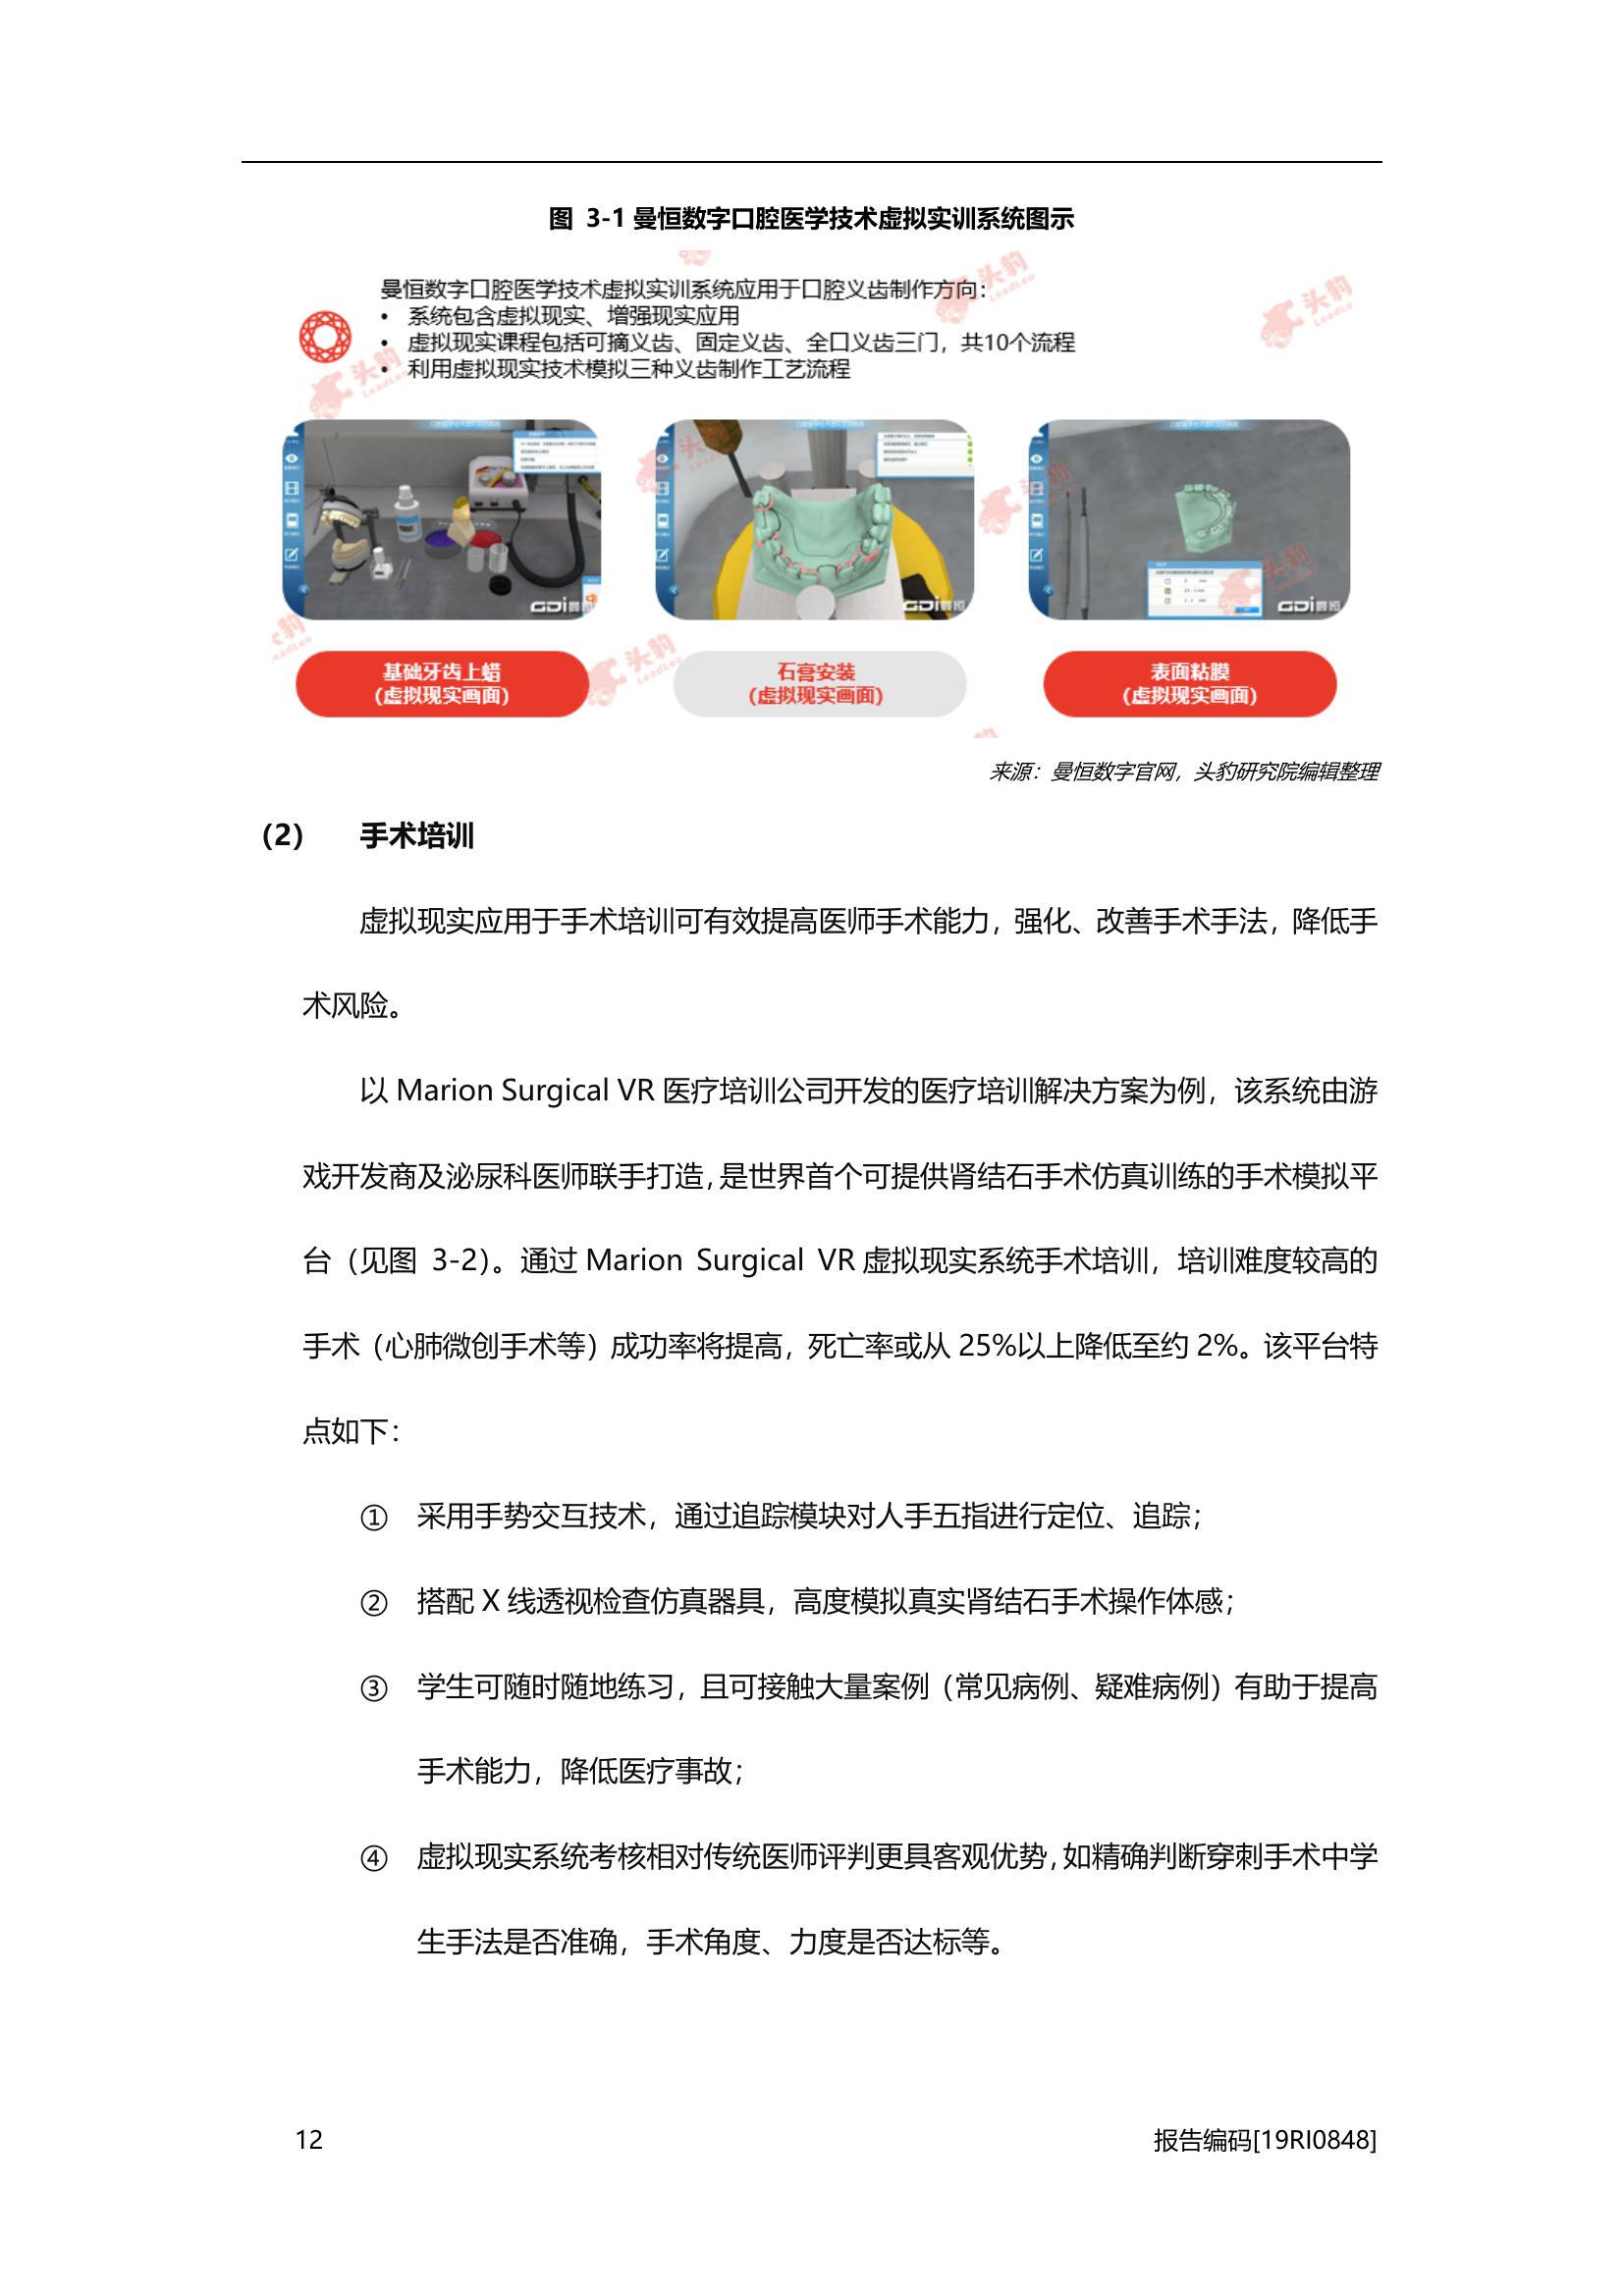 图 3-1 曼恒数字口腔医学技术虚拟实训系统图示
曼恒数字口腔医学技术虚拟实训系统应用于口腔义齿制作方向：
• 系统包含虚拟现实、增强现实应用
• 虚拟现实课程包括可摘义齿、固定义齿、全口义齿三门，共10个流程
• 利用虚拟现实技术模拟三种义齿制作工艺流程
头豹
LeadLeo
GDi曼恒
GDi曼恒
GDi曼恒
基础牙齿上蜡
(虚拟现实画面)
石膏安装
(虚拟现实画面)
表面粘膜
(虚拟现实画面)
来源：曼恒数字官网，头豹研究院编辑整理
（2） 手术培训
虚拟现实应用于手术培训可有效提高医师手术能力，强化、改善手术手法，降低手
术风险。
以 Marion Surgical VR 医疗培训公司开发的医疗培训解决方案为例，该系统由游
戏开发商及泌尿科医师联手打造，是世界首个可提供肾结石手术仿真训练的手术模拟平
台（见图 3-2）。通过 Marion Surgical VR 虚拟现实系统手术培训，培训难度较高的
手术（心肺微创手术等）成功率将提高，死亡率或从 25%以上降低至约 2%。该平台特
点如下：
① 采用手势交互技术，通过追踪模块对人手五指进行定位、追踪；
② 搭配 X 线透视检查仿真器具，高度模拟真实肾结石手术操作体感；
③ 学生可随时随地练习，且可接触大量案例（常见病例、疑难病例）有助于提高
手术能力，降低医疗事故；
④ 虚拟现实系统考核相对传统医师评判更具客观优势，如精确判断穿刺手术中学
生手法是否准确，手术角度、力度是否达标等。
12
报告编码[19RI0848]